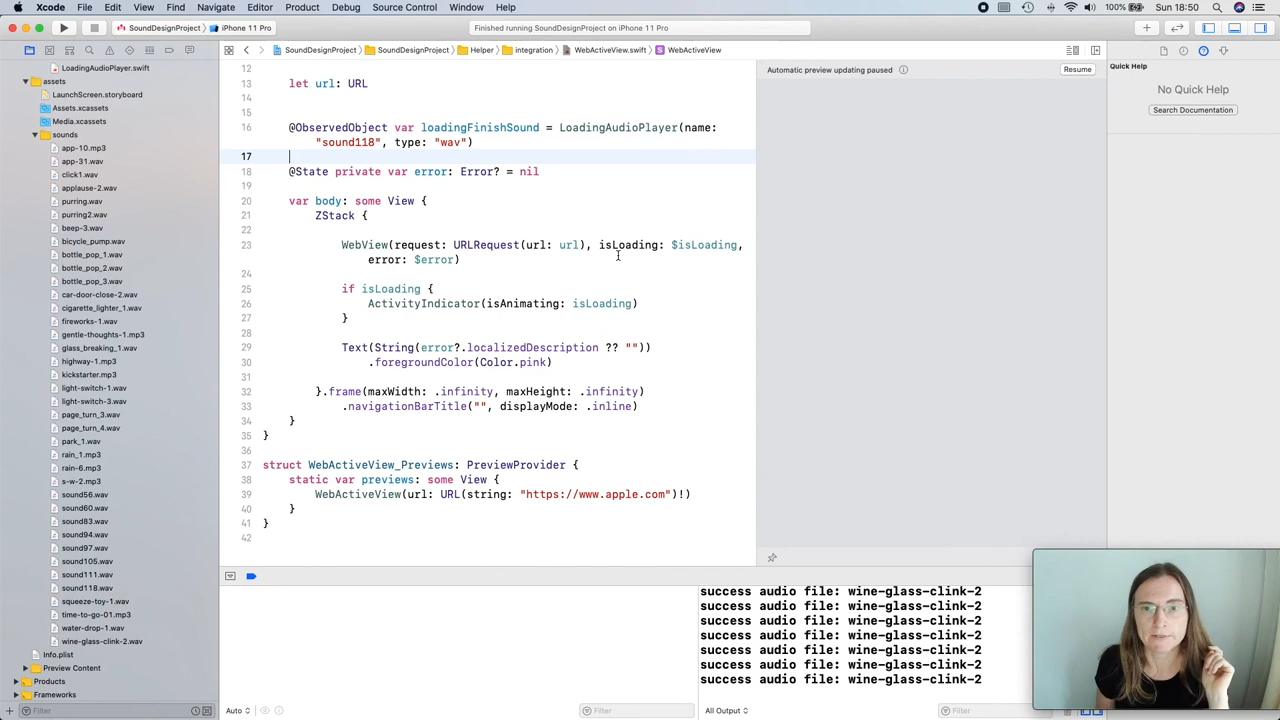 Xcode File Edit View Find Navigate Editor Product Debug Source Control Window Help
100% Sun 18:50
SoundDesignProject iPhone 11 Pro
Finished running SoundDesignProject on iPhone 11 Pro
SoundDesignProject SoundDesignProject Helper integration WebActiveView.swift WebActiveView
LoadingAudioPlayer.swift
assets
LaunchScreen.storyboard
Assets.xcassets
Media.xcassets
sounds
app-10.mp3
app-31.wav
click1.wav
applause-2.wav
purring.wav
purring2.wav
beep-3.wav
bicycle_pump.wav
bottle_pop_1.wav
bottle_pop_2.wav
bottle_pop_3.wav
car-door-close-2.wav
cigarette_lighter_1.wav
fireworks-1.wav
gentle-thoughts-1.mp3
glass_breaking_1.wav
highway-1.mp3
kickstarter.mp3
light-switch-1.wav
light-switch-3.wav
page_turn_3.wav
page_turn_4.wav
park_1.wav
rain_1.mp3
rain-6.mp3
s-w-2.mp3
sound56.wav
sound60.wav
sound83.wav
sound94.wav
sound97.wav
sound105.wav
sound111.wav
sound118.wav
squeeze-toy-1.wav
time-to-go-01.mp3
water-drop-1.wav
wine-glass-clink-2.wav
Info.plist
Preview Content
Products
Frameworks
Filter
12
13 let url: URL
14
15
16 @ObservedObject var loadingFinishSound = LoadingAudioPlayer(name:
"sound118", type: "wav")
17
18 @State private var error: Error? = nil
19
20 var body: some View {
21 ZStack {
22
23 WebView(request: URLRequest(url: url), isLoading: $isLoading,
error: $error)
24
25 if isLoading {
26 ActivityIndicator(isAnimating: isLoading)
27 }
28
29 Text(String(error?.localizedDescription ?? ""))
30 .foregroundColor(Color.pink)
31
32 }.frame(maxWidth: .infinity, maxHeight: .infinity)
33 .navigationBarTitle("", displayMode: .inline)
34 }
35 }
36
37 struct WebActiveView_Previews: PreviewProvider {
38 static var previews: some View {
39 WebActiveView(url: URL(string: "https://www.apple.com")!)
40 }
41 }
42
Automatic preview updating paused
Resume
Quick Help
No Quick Help
Search Documentation
success audio file: wine-glass-clink-2
success audio file: wine-glass-clink-2
success audio file: wine-glass-clink-2
success audio file: wine-glass-clink-2
success audio file: wine-glass-clink-2
success audio file: wine-glass-clink-2
success audio file: wine-glass-clink-2
Auto
Filter
All Output
Filter